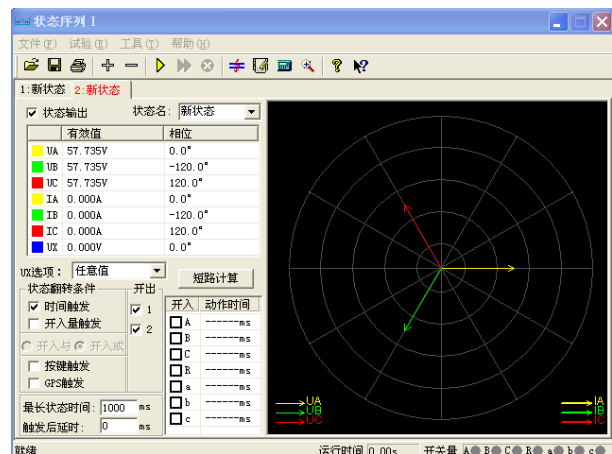 状态序列 I
文件(F) 试验(E) 工具(T) 帮助(H)
1:新状态 2:新状态
状态输出 状态名: 新状态
有效值 相位
UA 57.735V 0.0°
UB 57.735V -120.0°
UC 57.735V 120.0°
IA 0.000A 0.0°
IB 0.000A -120.0°
IC 0.000A 120.0°
UX 0.000V 0.0°
UX选项: 任意值 短路计算
状态翻转条件 开出
时间触发 1
开入量触发 2
开入与 开入或
按键触发
GPS触发
最长状态时间: 1000 ms
触发后延时: 0 ms
开入 动作时间
A ------ms
B ------ms
C ------ms
R ------ms
a ------ms
b ------ms
c ------ms
UA
UB
UC
IA
IB
IC
就绪 运行时间 0.00s 开关量 A B C R a b c